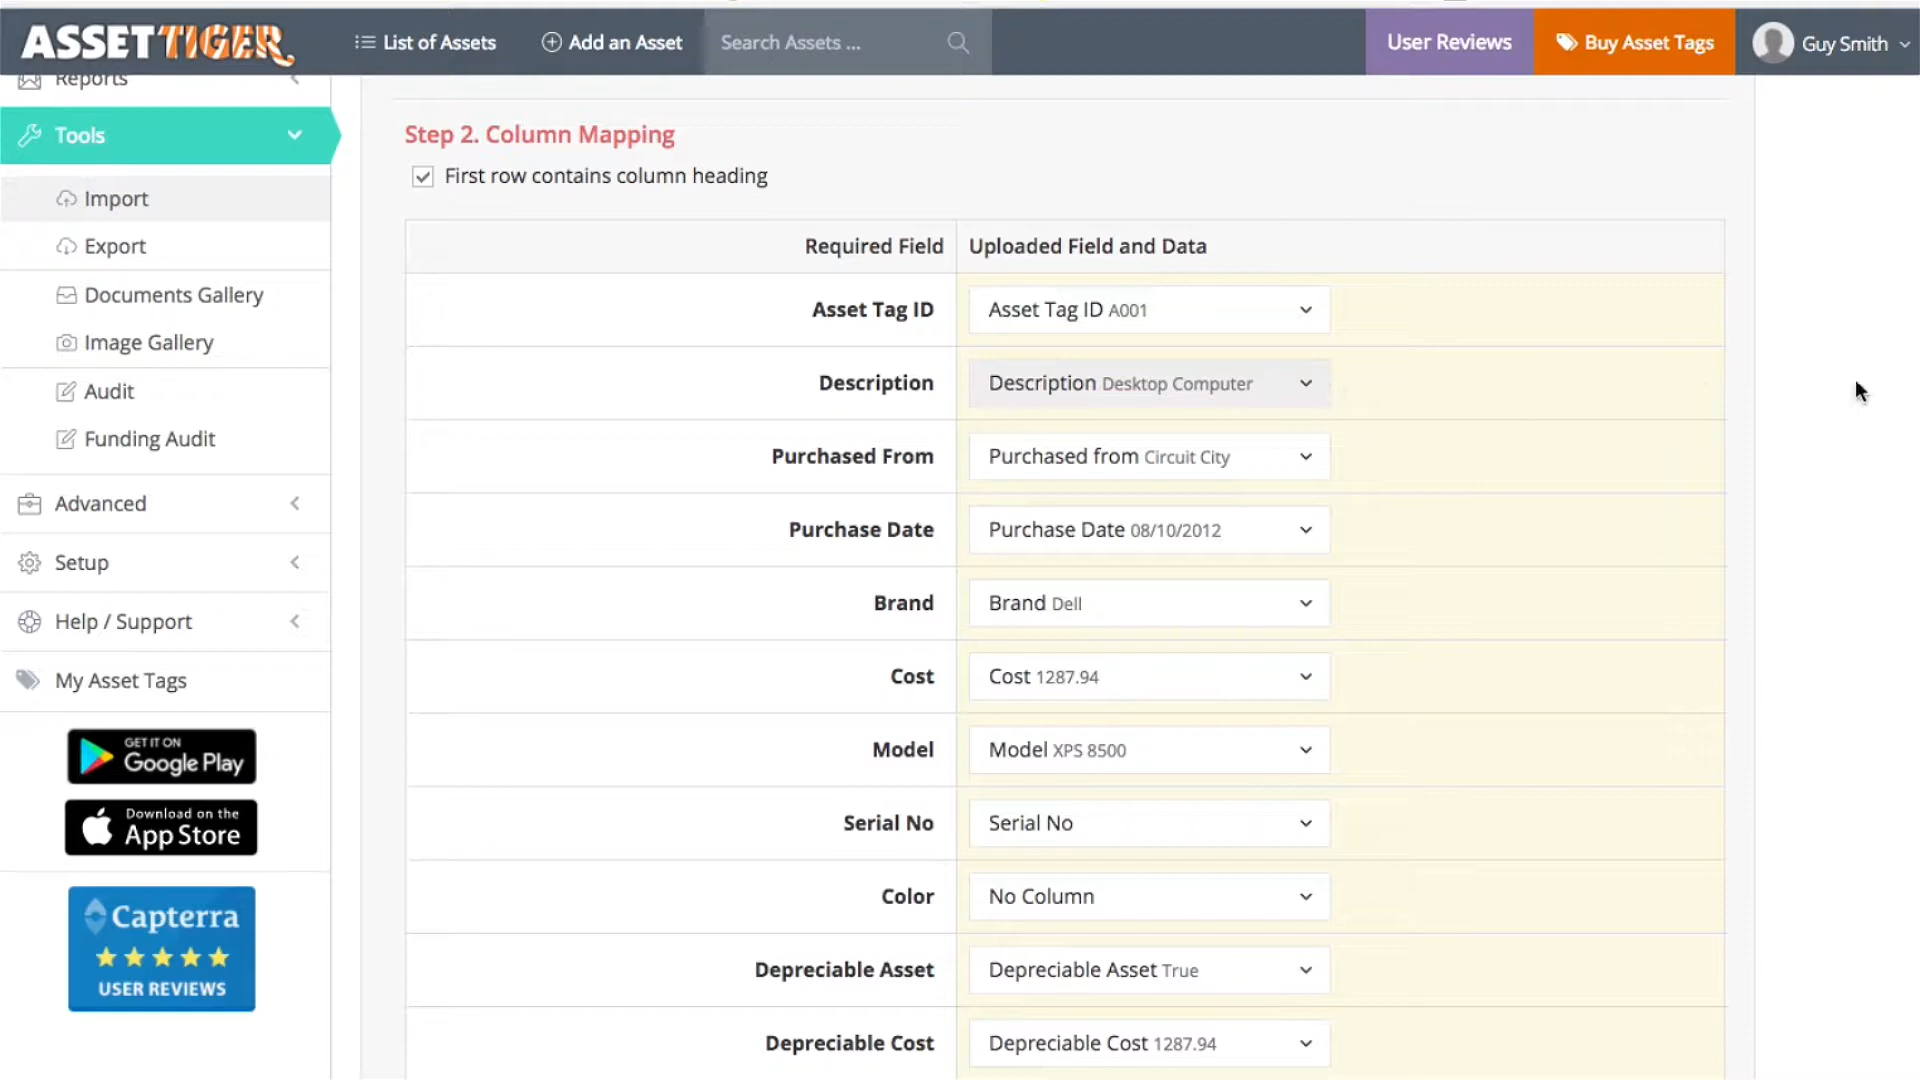 ASSETTIGER
List of Assets
Add an Asset
Search Assets ...
User Reviews
Buy Asset Tags
Guy Smith
Reports
Tools
Import
Export
Documents Gallery
Image Gallery
Audit
Funding Audit
Advanced
Setup
Help / Support
My Asset Tags
GET IT ON
Google Play
Download on the
App Store
Capterra
USER REVIEWS
Step 2. Column Mapping
First row contains column heading
Required Field Uploaded Field and Data
Asset Tag ID Asset Tag ID A001
Description Description Desktop Computer
Purchased From Purchased from Circuit City
Purchase Date Purchase Date 08/10/2012
Brand Brand Dell
Cost Cost 1287.94
Model Model XPS 8500
Serial No Serial No
Color No Column
Depreciable Asset Depreciable Asset True
Depreciable Cost Depreciable Cost 1287.94